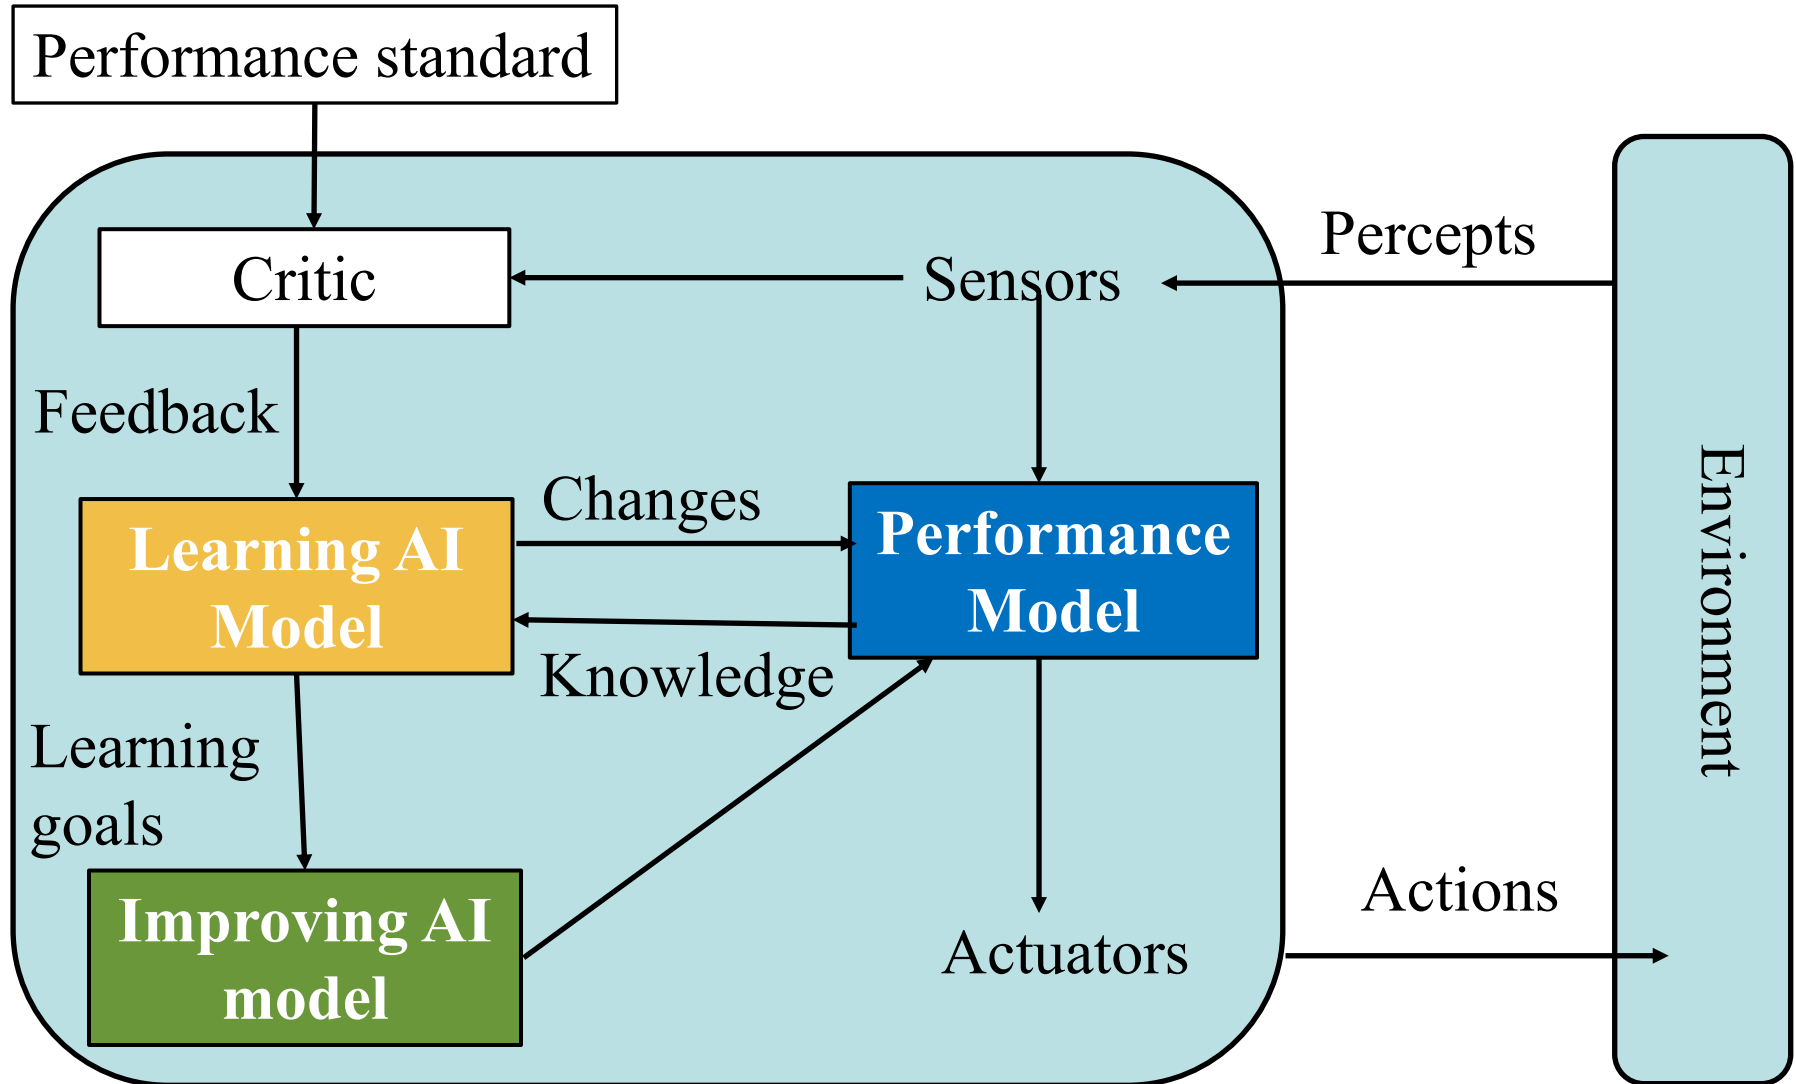 Performance standard
Percepts
Critic
Sensors
Feedback
Changes
Learning AI
Model
Performance
Model
Knowledge
Environment
Learning
goals
Actions
Improving AI
model
Actuators